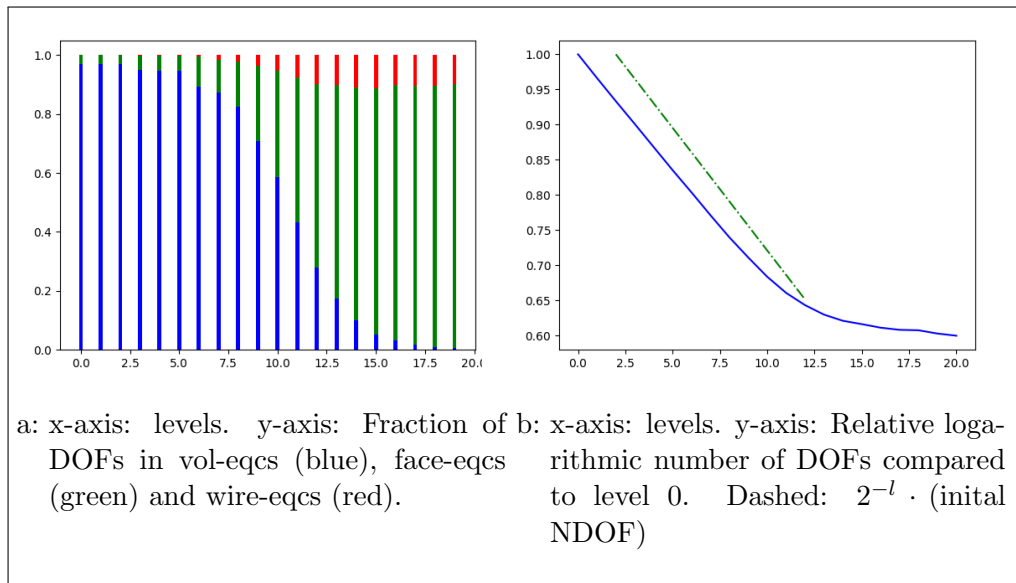 1.0
0.8
0.6
0.4
0.2
0.0
0.0 2.5 5.0 7.5 10.0 12.5 15.0 17.5 20.0
1.00
0.95
0.90
0.85
0.80
0.75
0.70
0.65
0.60
0.0 2.5 5.0 7.5 10.0 12.5 15.0 17.5 20.0
a: x-axis: levels. y-axis: Fraction of
DOFs in vol-eqcs (blue), face-eqcs
(green) and wire-eqcs (red).
b: x-axis: levels. y-axis: Relative loga-
rithmic number of DOFs compared
to level 0. Dashed: $2^{-l}$ · (inital
NDOF)